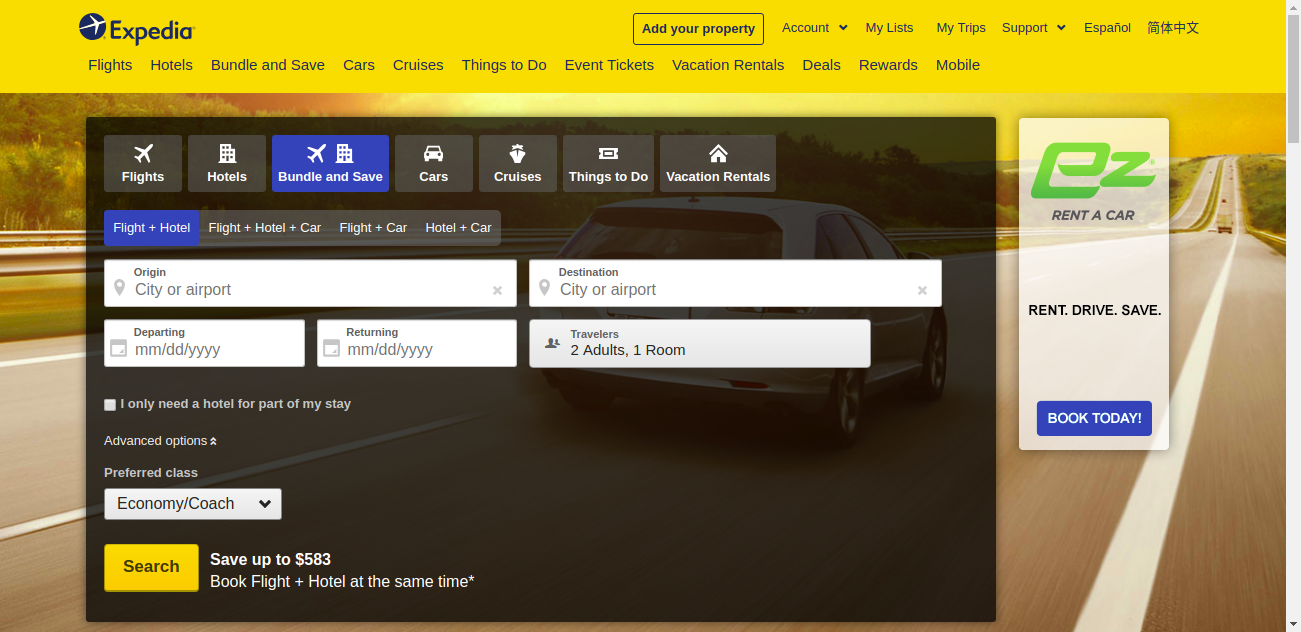 Expedia
Add your property
Account My Lists My Trips Support Español 简体中文
Flights Hotels Bundle and Save Cars Cruises Things to Do Event Tickets Vacation Rentals Deals Rewards Mobile
Flights Hotels Bundle and Save Cars Cruises Things to Do Vacation Rentals
Flight + Hotel Flight + Hotel + Car Flight + Car Hotel + Car
Origin
City or airport
Destination
City or airport
Departing
mm/dd/yyyy
Returning
mm/dd/yyyy
Travelers
2 Adults, 1 Room
I only need a hotel for part of my stay
Advanced options
Preferred class
Economy/Coach
Search
Save up to $583
Book Flight + Hotel at the same time*
ez
RENT A CAR
RENT. DRIVE. SAVE.
BOOK TODAY!